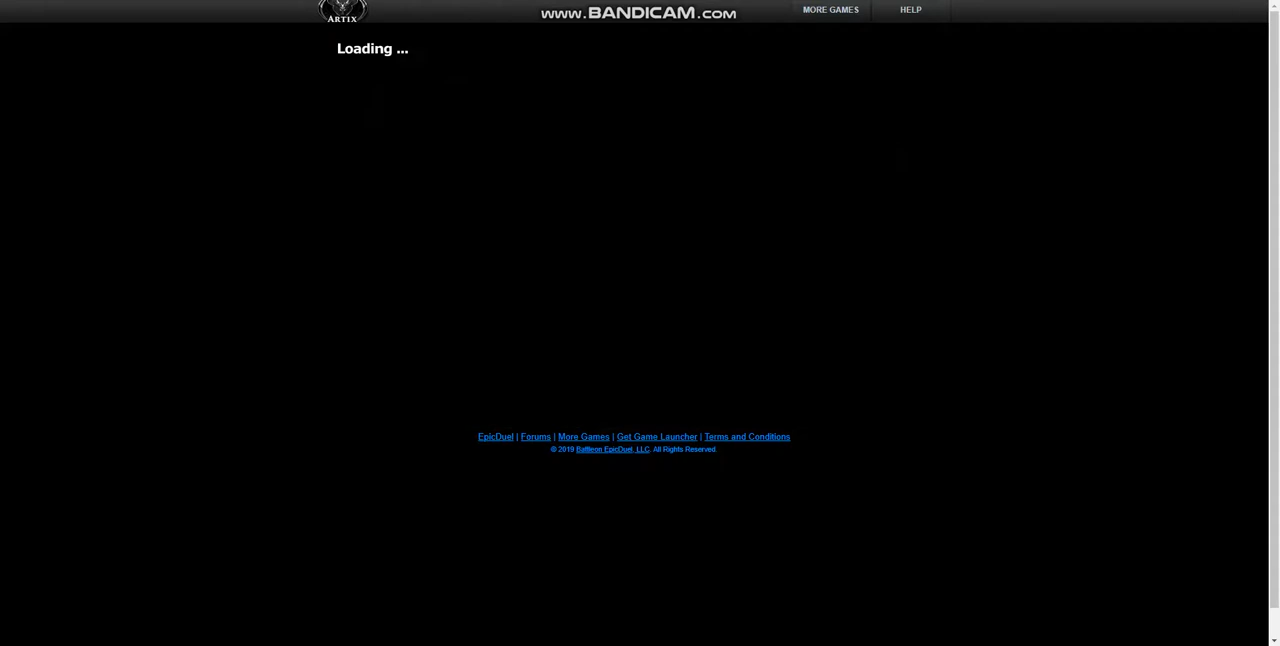 ARTIX
WWW.BANDICAM.COM
MORE GAMES
HELP
Loading ...
EpicDuel | Forums | More Games | Get Game Launcher | Terms and Conditions
© 2019 Battleon EpicDuel, LLC. All Rights Reserved.